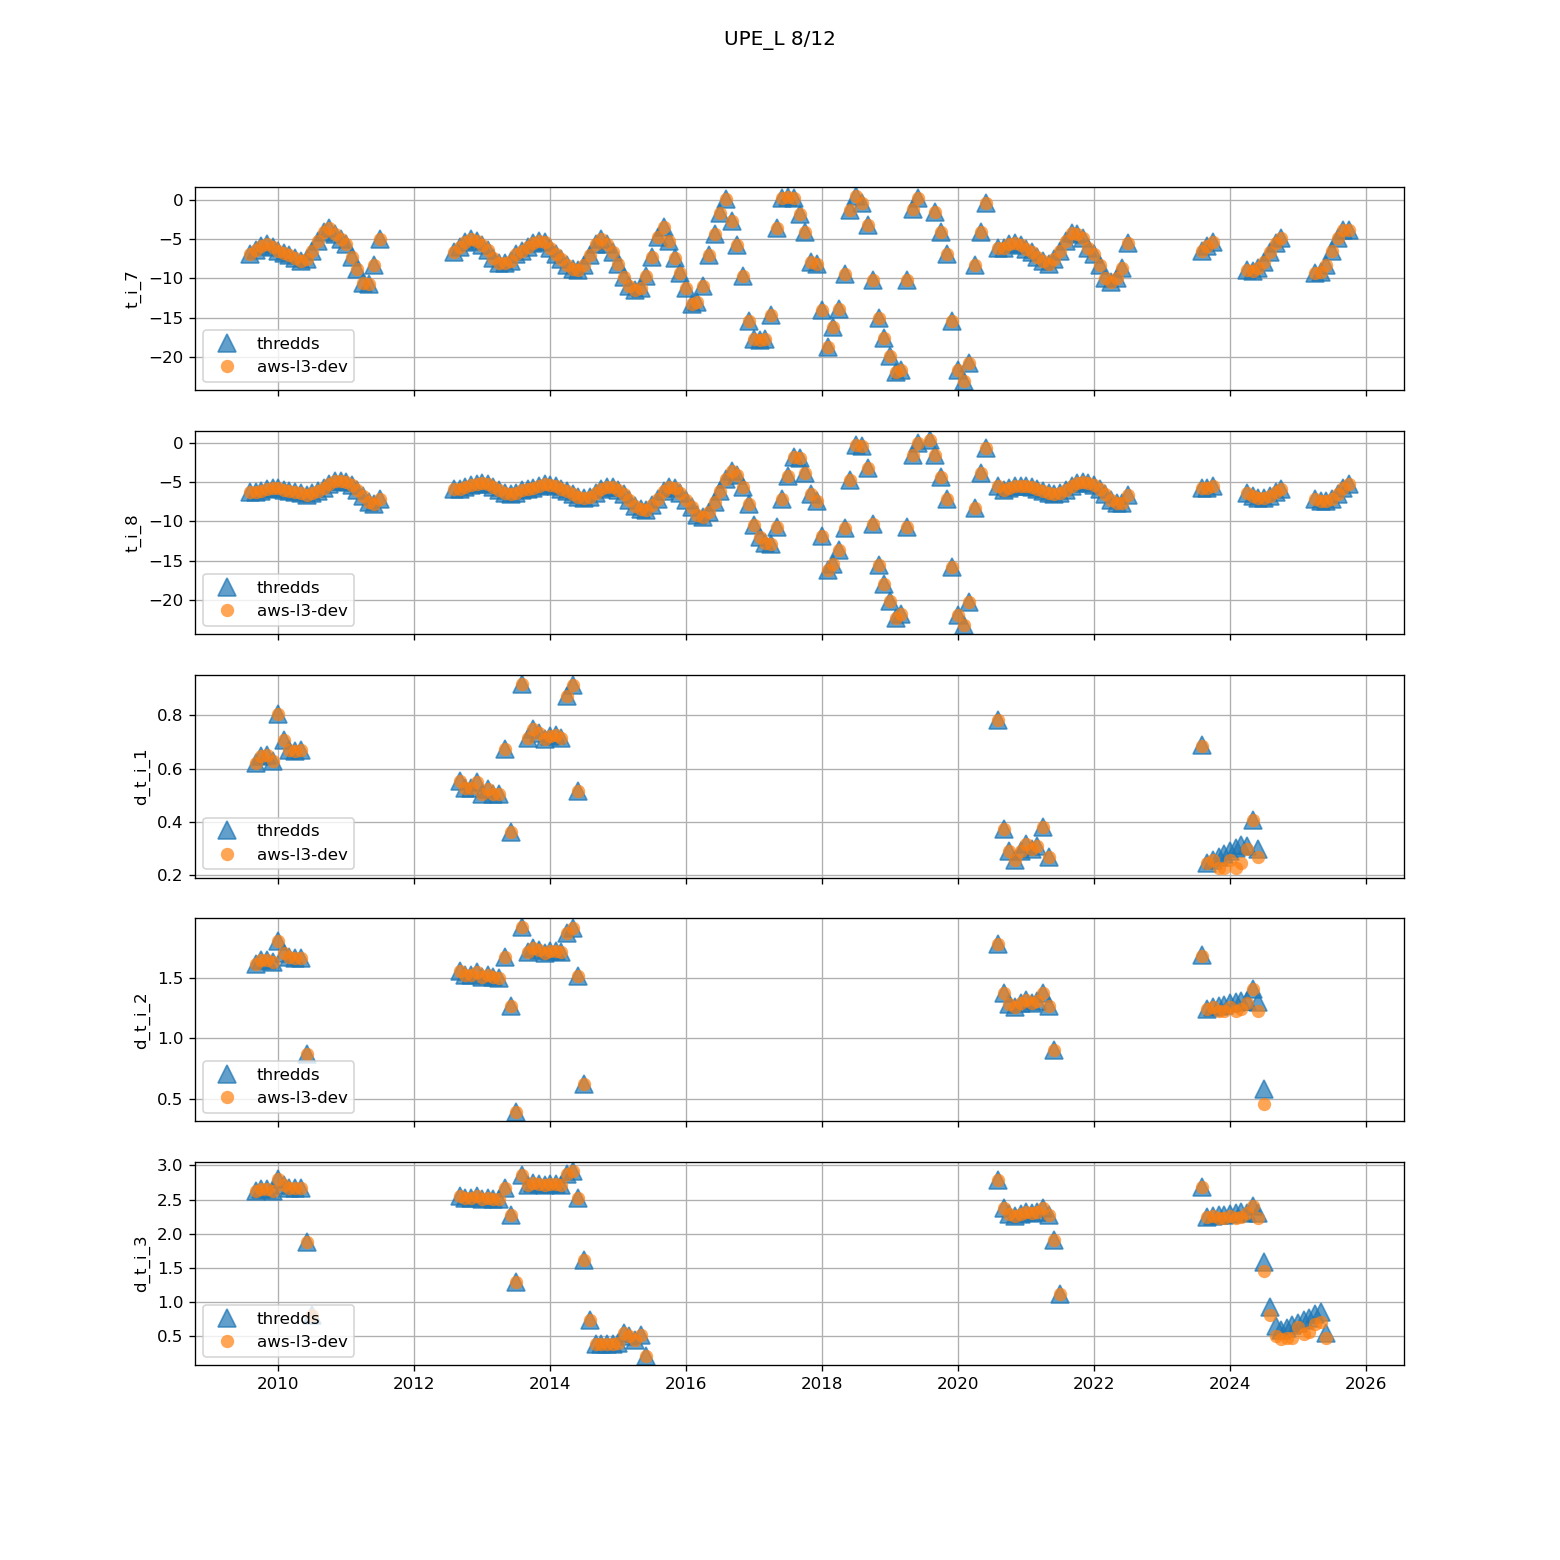 UPE_L 8/12
0
−5
−10
−15
−20
t_i_7
thredds
aws-l3-dev
0
−5
−10
−15
−20
t_i_8
thredds
aws-l3-dev
0.8
0.6
0.4
0.2
d_t_i_1
thredds
aws-l3-dev
1.5
1.0
0.5
d_t_i_2
thredds
aws-l3-dev
3.0
2.5
2.0
1.5
1.0
0.5
d_t_i_3
thredds
aws-l3-dev
2010 2012 2014 2016 2018 2020 2022 2024 2026